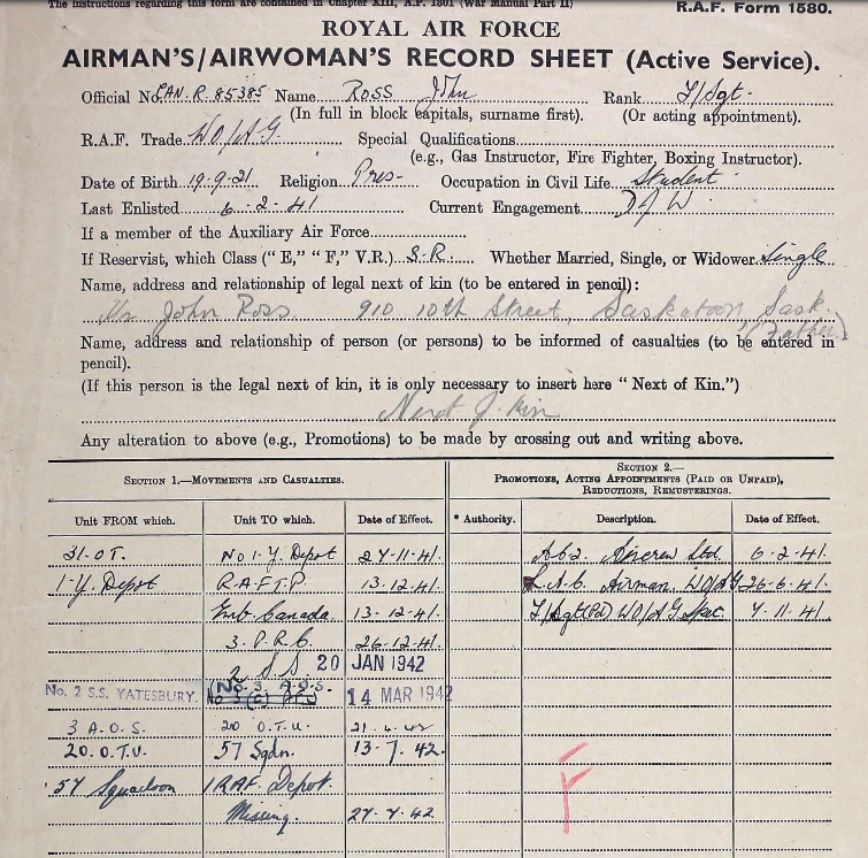 The instructions regarding this form are contained in Chapter XIII, A.P. 1801 (War Manual Part II)
R.A.F. Form 1580.
ROYAL AIR FORCE
AIRMAN'S/AIRWOMAN'S RECORD SHEET (Active Service).
Official No. CAN. R. 85385 Name Ross John Rank T/Sgt.
(In full in block capitals, surname first). (Or acting appointment).
R.A.F. Trade WO/AG. Special Qualifications
(e.g., Gas Instructor, Fire Fighter, Boxing Instructor).
Date of Birth 19-9-21 Religion Pres- Occupation in Civil Life Student
Last Enlisted 6-2-41 Current Engagement D J W
If a member of the Auxiliary Air Force
If Reservist, which Class (" E," " F," V.R.) S.R. Whether Married, Single, or Widower Single
Name, address and relationship of legal next of kin (to be entered in pencil):
Mr John Ross. 910 10th Street, Saskatoon, Sask.
(Father)
Name, address and relationship of person (or persons) to be informed of casualties (to be entered in
pencil).
(If this person is the legal next of kin, it is only necessary to insert here " Next of Kin.")
Next of kin
Any alteration to above (e.g., Promotions) to be made by crossing out and writing above.
SECTION 1.—MOVEMENTS AND CASUALTIES.
SECTION 2.—
PROMOTIONS, ACTING APPOINTMENTS (PAID OR UNPAID),
REDUCTIONS, REMUSTERINGS.
Unit FROM which. Unit TO which. Date of Effect. * Authority. Description. Date of Effect.
31. O.T. No 1 Y Depot 27-11-41. Ac2. Aircrew Std. 6-2-41.
1 Y. Depot R.A.F.T.P. 13.12.41. L.A.C. Airman WO/AG 26-6-41.
Emb. Canada. 13-12-41. T/Sgt(Pd) WO/AG Spec. 7-11-41.
3. P.R.C. 26.12.41.
2 S.S 20 JAN 1942
No. 2 S.S. YATESBURY. (No. 3. A.O.S. 14 MAR 1942
3 A.O.S. 20 O.T.U. 21.4.42
20. O.T.U. 57 Sqdn. 13.7.42.
57 Squadron 1 RAF Depot.
Missing. 27.7.42
F